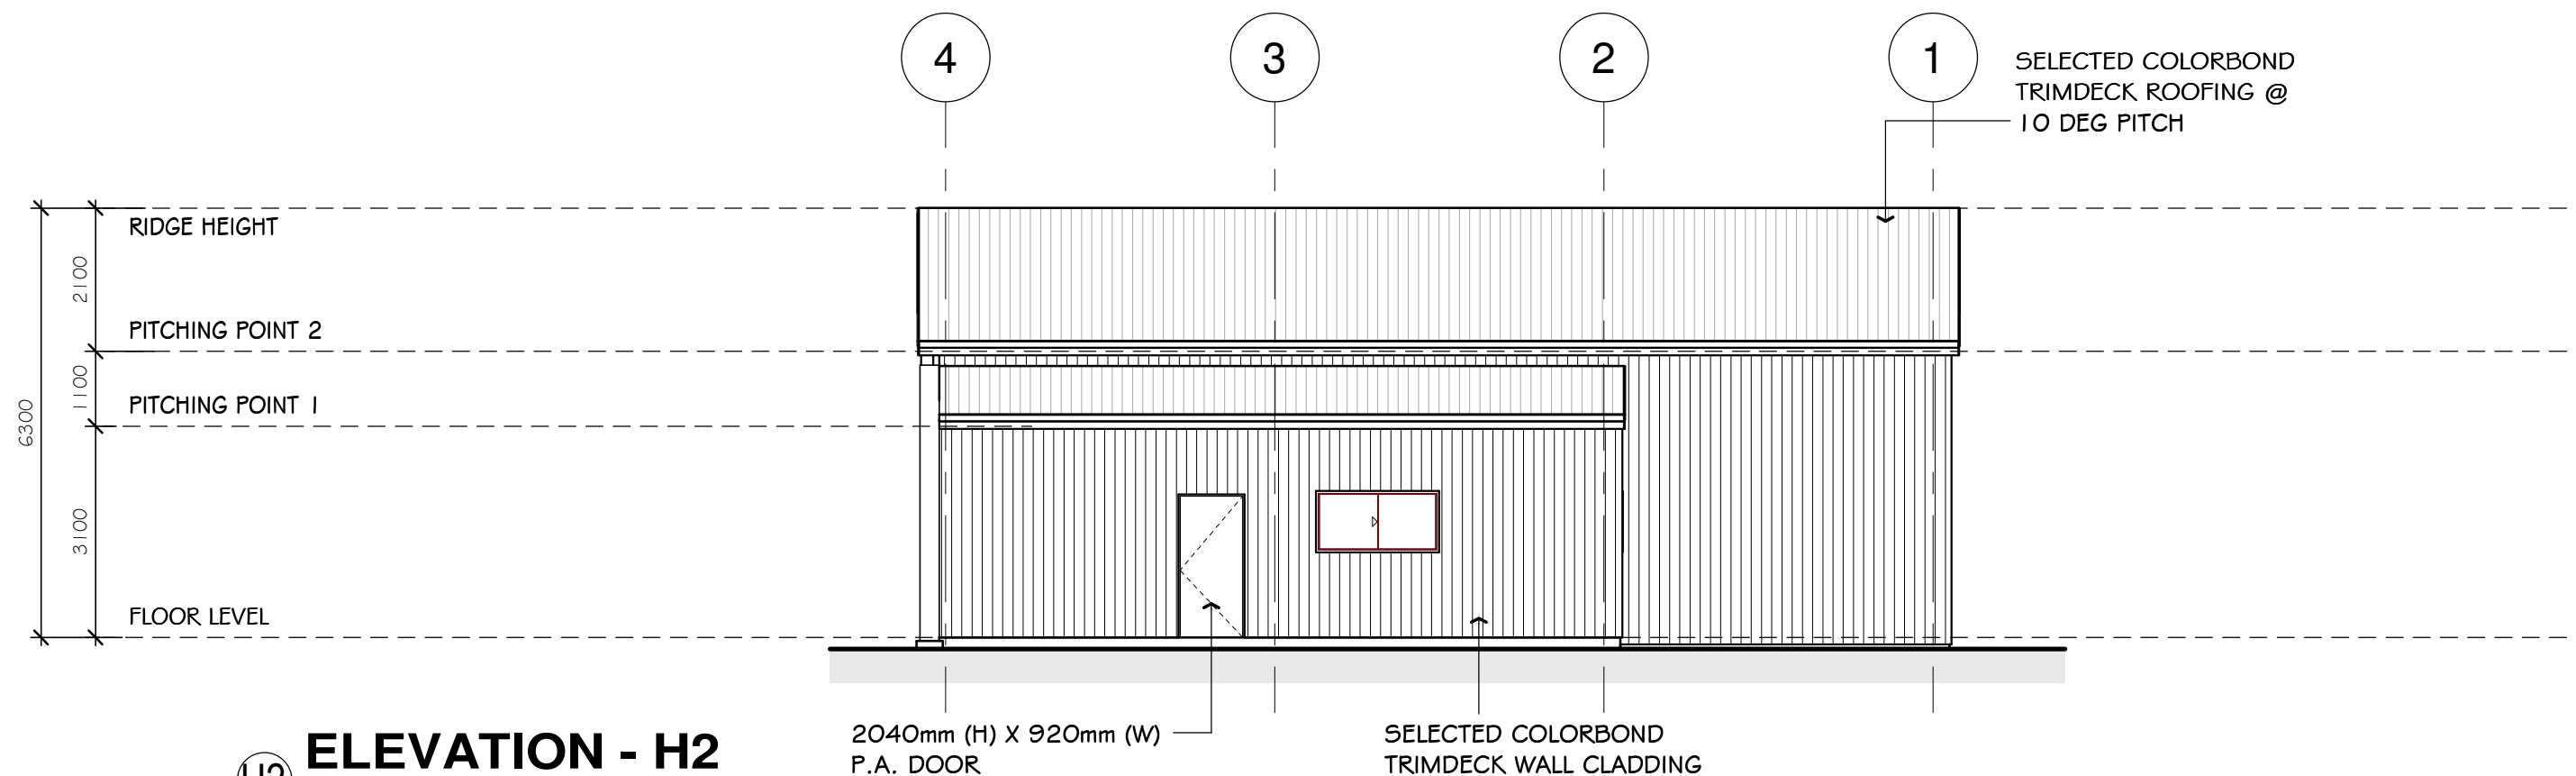 4
3
2
1
SELECTED COLORBOND
TRIMDECK ROOFING @
10 DEG PITCH
RIDGE HEIGHT
2100
PITCHING POINT 2
1100
PITCHING POINT 1
6300
3100
FLOOR LEVEL
2040mm (H) X 920mm (W)
P.A. DOOR
SELECTED COLORBOND
TRIMDECK WALL CLADDING
H2
ELEVATION - H2